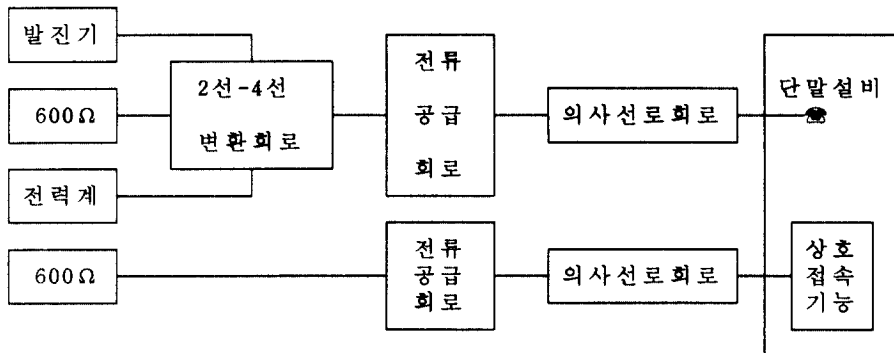 발진기
600Ω
전력계
2선-4선
변환회로
전류
공급
회로
의사선로회로
단말설비
600Ω
전류
공급
회로
의사선로회로
상호
접속
기능